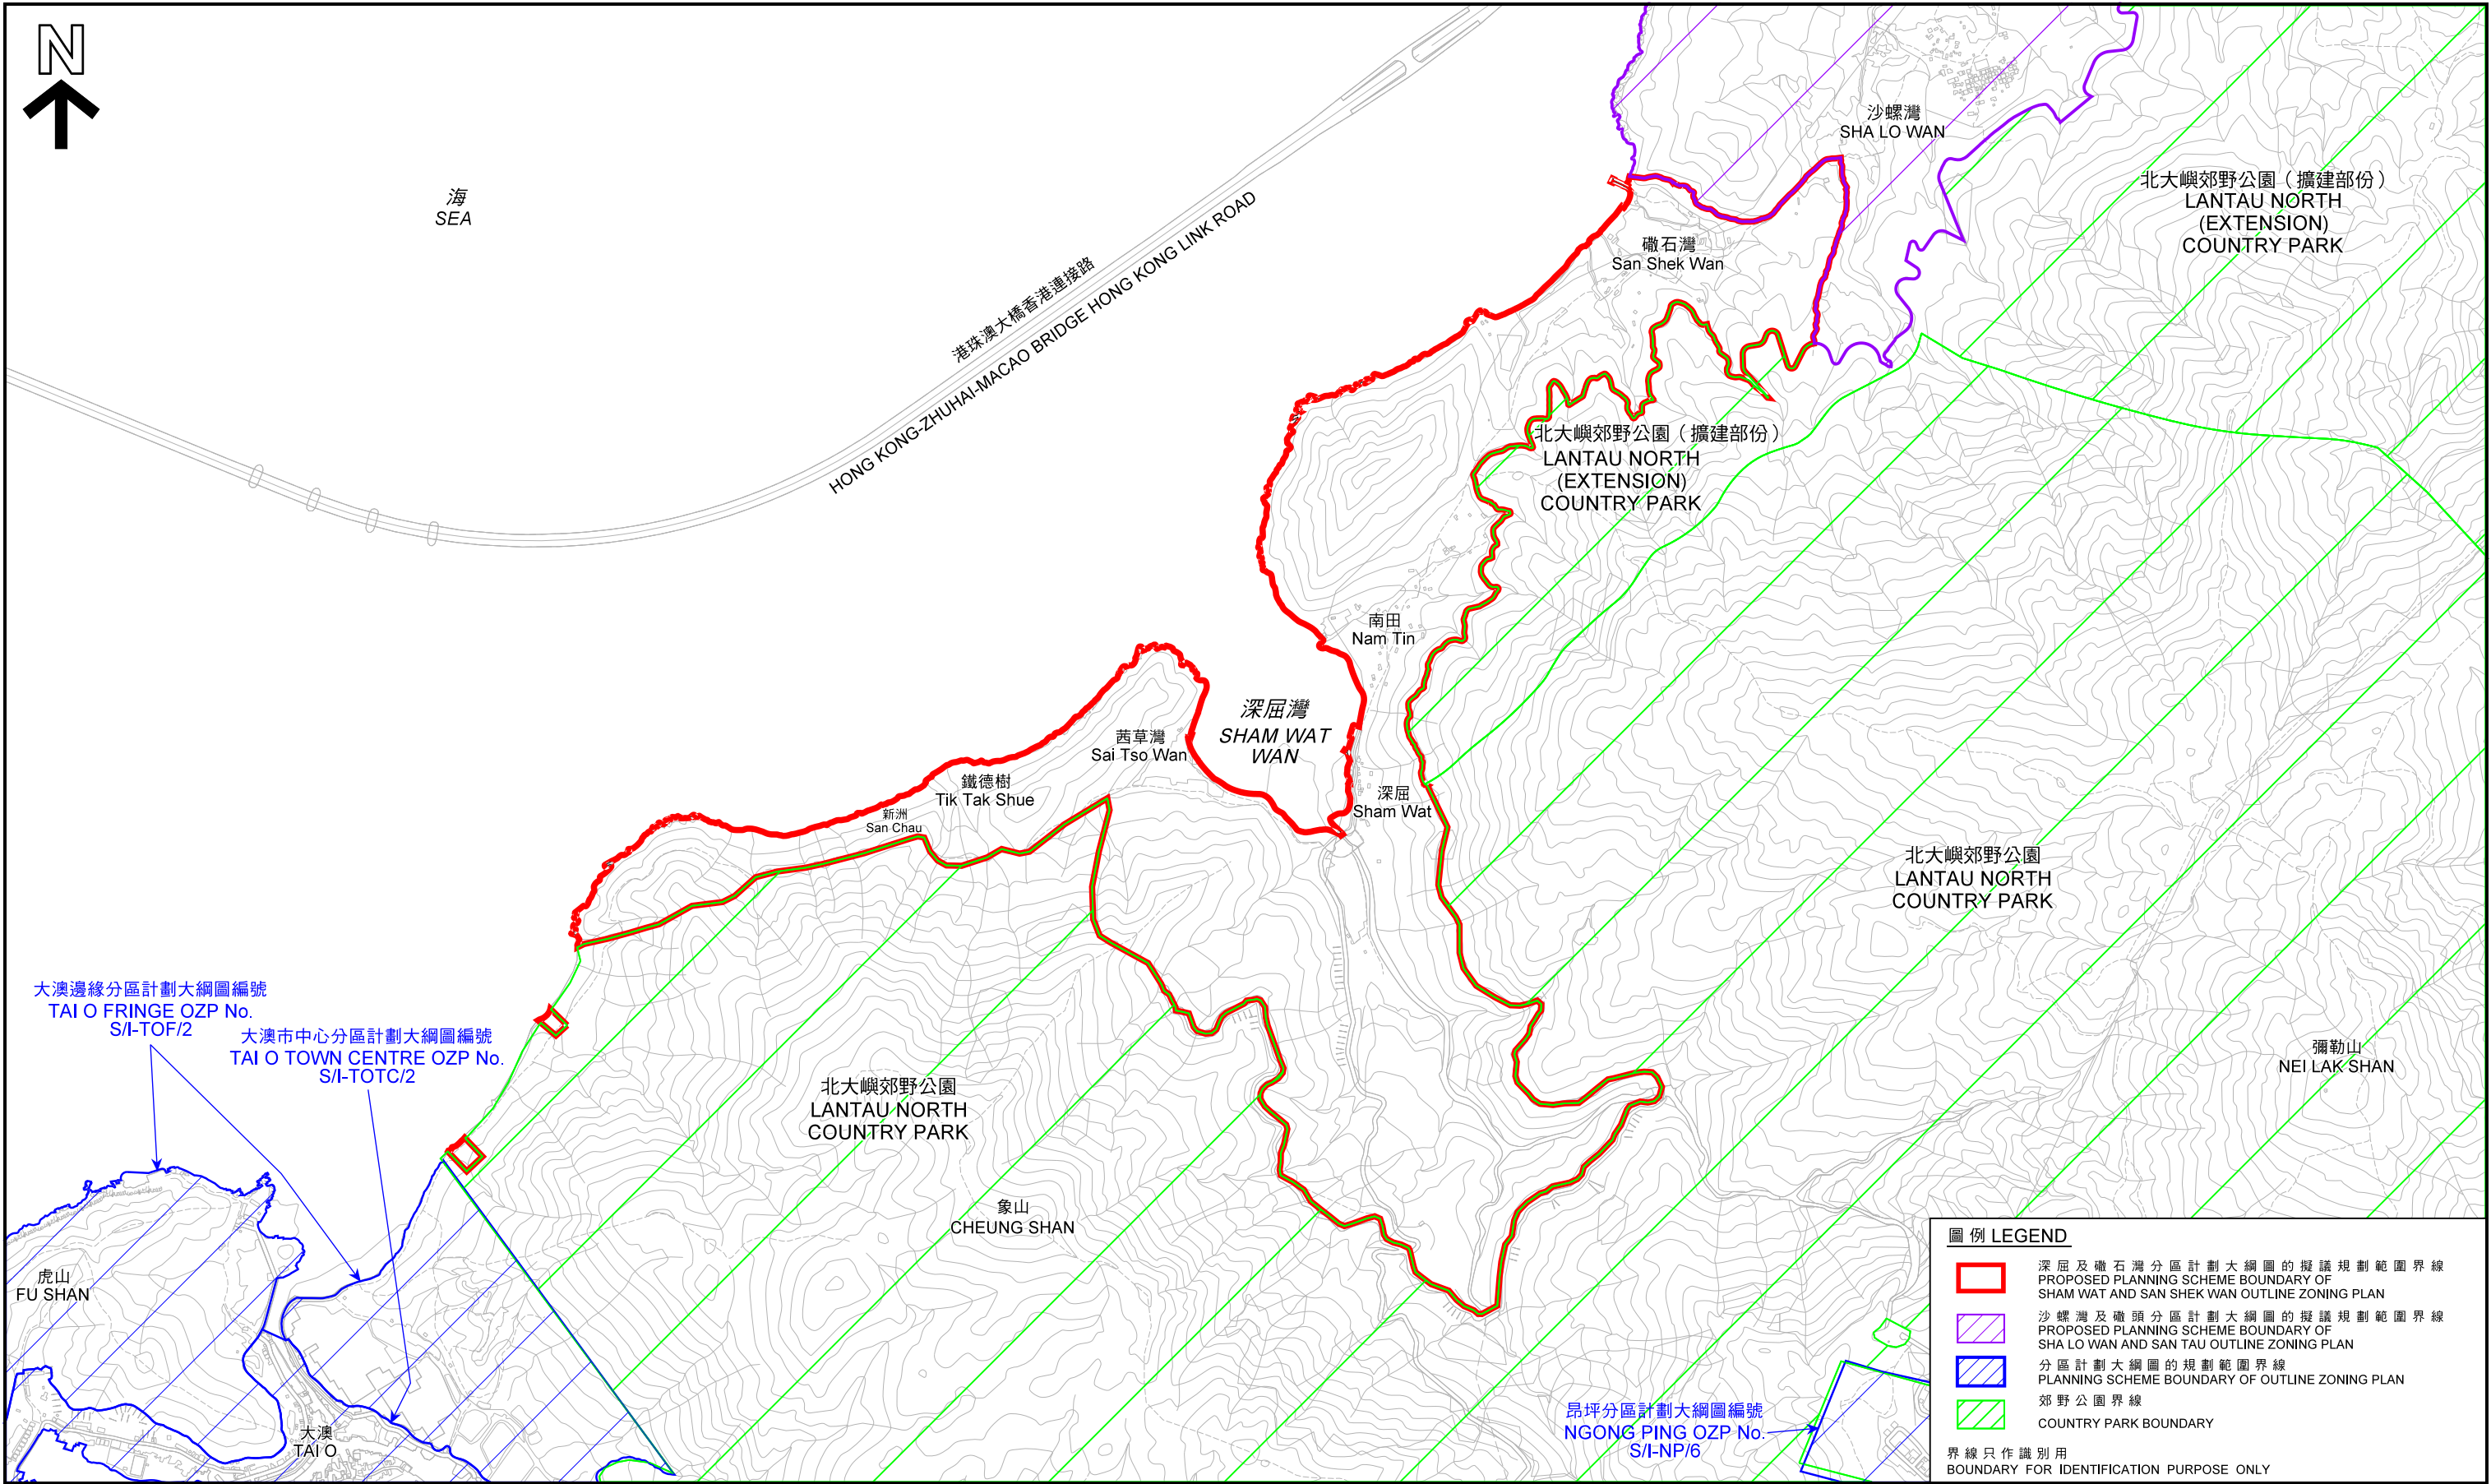 N
海
SEA
港珠澳大橋香港連接路
HONG KONG-ZHUHAI-MACAO BRIDGE HONG KONG LINK ROAD
沙螺灣
SHA LO WAN
北大嶼郊野公園（擴建部份）
LANTAU NORTH
(EXTENSION)
COUNTRY PARK
磡石灣
San Shek Wan
北大嶼郊野公園（擴建部份）
LANTAU NORTH
(EXTENSION)
COUNTRY PARK
南田
Nam Tin
深屈灣
SHAM WAT
WAN
茜草灣
Sai Tso Wan
鐵德樹
Tik Tak Shue
新洲
San Chau
深屈
Sham Wat
北大嶼郊野公園
LANTAU NORTH
COUNTRY PARK
大澳邊緣分區計劃大綱圖編號
TAI O FRINGE OZP No.
S/I-TOF/2
大澳市中心分區計劃大綱圖編號
TAI O TOWN CENTRE OZP No.
S/I-TOTC/2
北大嶼郊野公園
LANTAU NORTH
COUNTRY PARK
彌勒山
NEI LAK SHAN
象山
CHEUNG SHAN
虎山
FU SHAN
大澳
TAI O
昂坪分區計劃大綱圖編號
NGONG PING OZP No.
S/I-NP/6
圖例 LEGEND
深屈及磡石灣分區計劃大綱圖的擬議規劃範圍界線
PROPOSED PLANNING SCHEME BOUNDARY OF
SHAM WAT AND SAN SHEK WAN OUTLINE ZONING PLAN
沙螺灣及磡頭分區計劃大綱圖的擬議規劃範圍界線
PROPOSED PLANNING SCHEME BOUNDARY OF
SHA LO WAN AND SAN TAU OUTLINE ZONING PLAN
分區計劃大綱圖的規劃範圍界線
PLANNING SCHEME BOUNDARY OF OUTLINE ZONING PLAN
郊野公園界線
COUNTRY PARK BOUNDARY
界線只作識別用
BOUNDARY FOR IDENTIFICATION PURPOSE ONLY